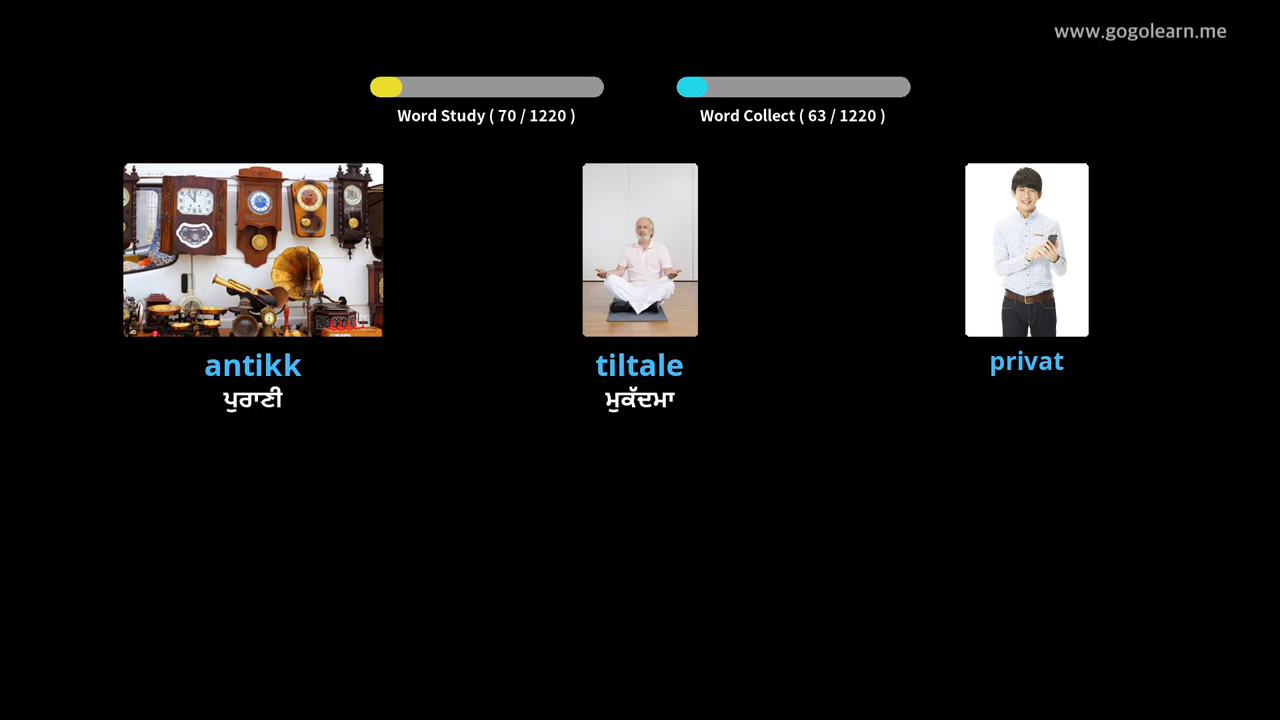 www.gogolearn.me
Word Study ( 70 / 1220 )
Word Collect ( 63 / 1220 )
antikk
ਪੁਰਾਣੀ
tiltale
ਮੁਕੱਦਮਾ
privat